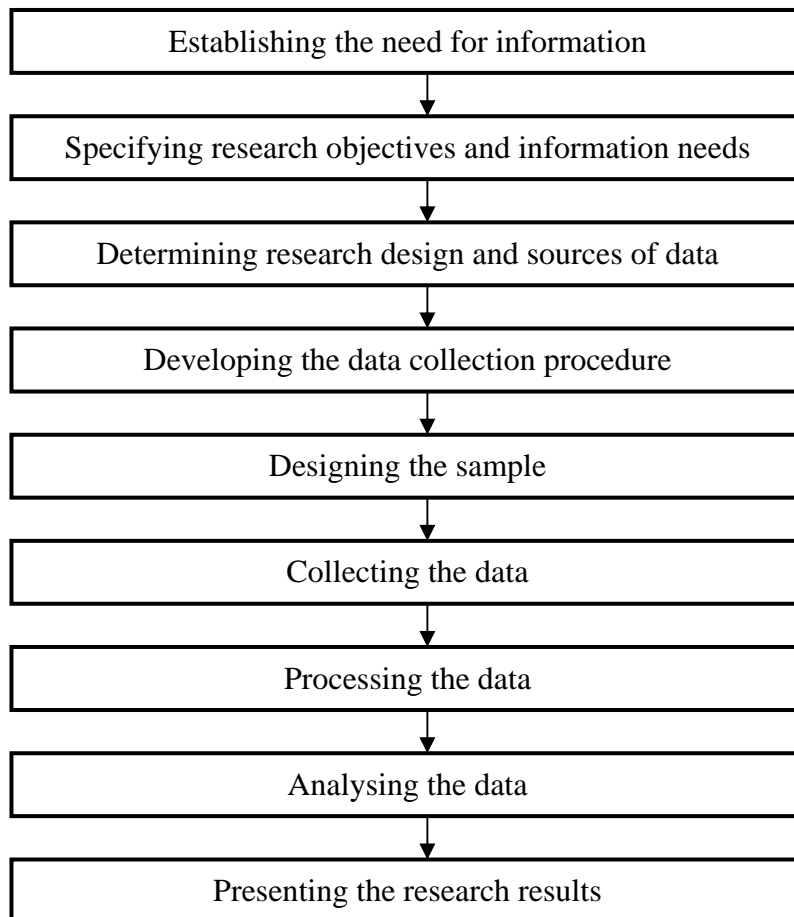 Establishing the need for information
Specifying research objectives and information needs
Determining research design and sources of data
Developing the data collection procedure
Designing the sample
Collecting the data
Processing the data
Analysing the data
Presenting the research results